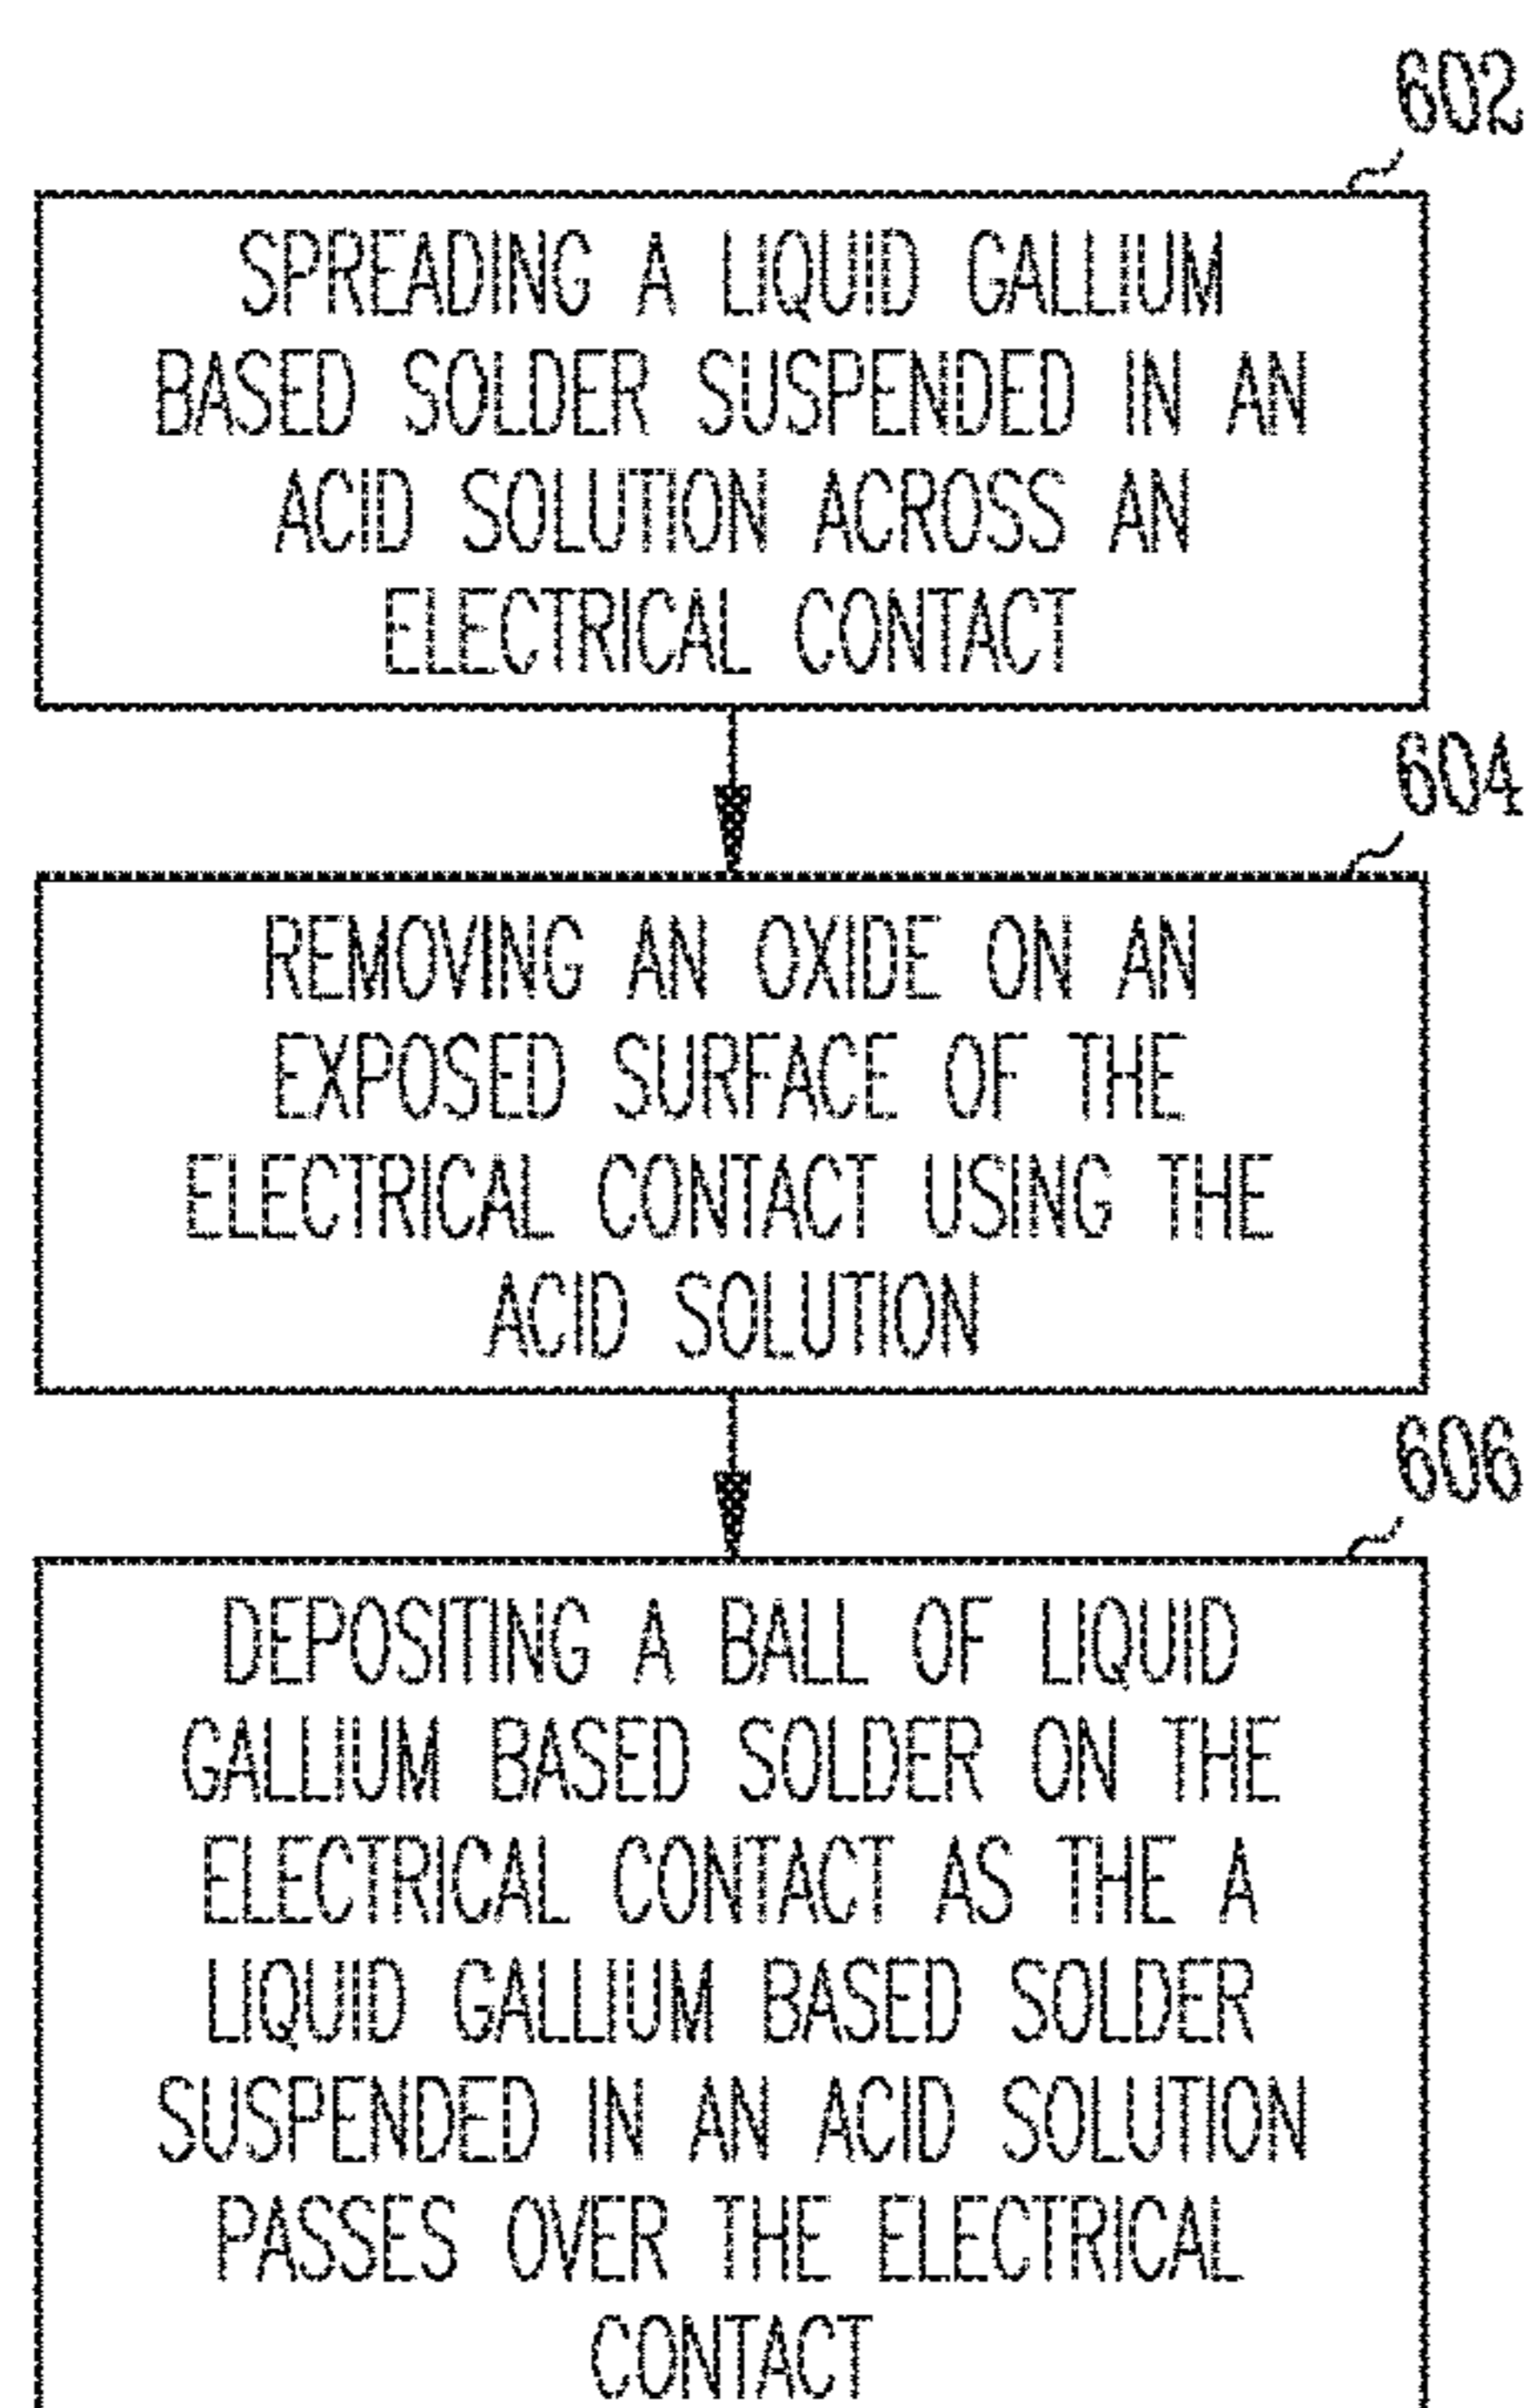 602
SPREADING A LIQUID GALLIUM
BASED SOLDER SUSPENDED IN AN
ACID SOLUTION ACROSS AN
ELECTRICAL CONTACT
604
REMOVING AN OXIDE ON AN
EXPOSED SURFACE OF THE
ELECTRICAL CONTACT USING THE
ACID SOLUTION
606
DEPOSITING A BALL OF LIQUID
GALLIUM BASED SOLDER ON THE
ELECTRICAL CONTACT AS THE A
LIQUID GALLIUM BASED SOLDER
SUSPENDED IN AN ACID SOLUTION
PASSES OVER THE ELECTRICAL
CONTACT